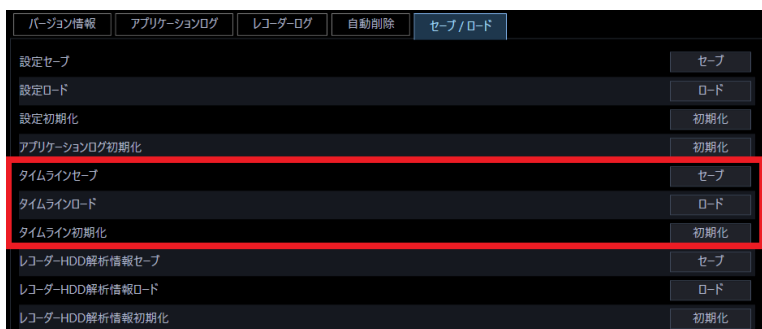 バージョン情報 アプリケーションログ レコーダーログ 自動削除 セーブ / ロード
設定セーブ セーブ
設定ロード ロード
設定初期化 初期化
アプリケーションログ初期化 初期化
タイムラインセーブ セーブ
タイムラインロード ロード
タイムライン初期化 初期化
レコーダーHDD解析情報セーブ セーブ
レコーダーHDD解析情報ロード ロード
レコーダーHDD解析情報初期化 初期化